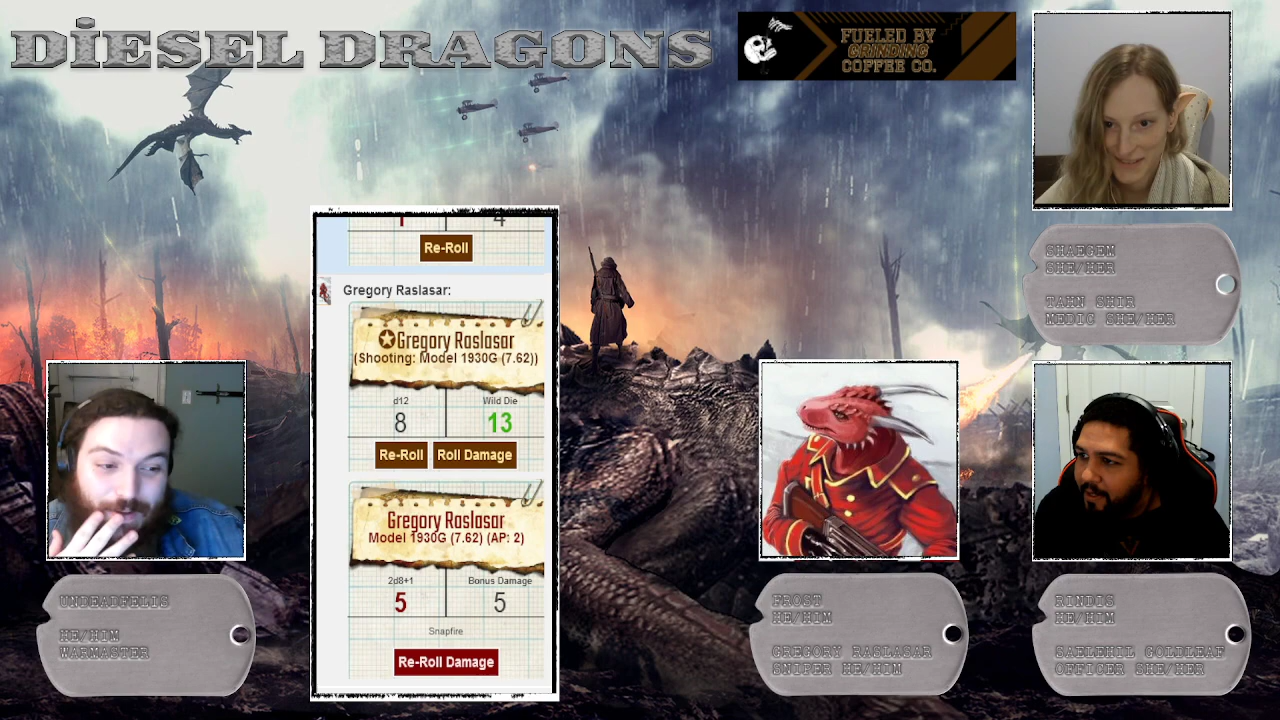 DIESEL DRAGONS
FUELED BY
GRINDING
COFFEE CO.
SHAEGEM
SHE/HER
TAHN SHIR
MEDIC SHE/HER
4
Re-Roll
Gregory Raslasar:
Gregory Raslasar
(Shooting: Model 1930G (7.62))
d12
Wild Die
8
13
Re-Roll
Roll Damage
Gregory Raslasar
Model 1930G (7.62) (AP: 2)
2d8+1
Bonus Damage
5
5
Snapfire
Re-Roll Damage
UNDEADFELIS
HE/HIM
WARMASTER
FROST
HE/HIM
GREGORY RASLASAR
SNIPER HE/HIM
RINDIS
HE/HIM
SAELEHIL GOLDLEAF
OFFICER SHE/HER